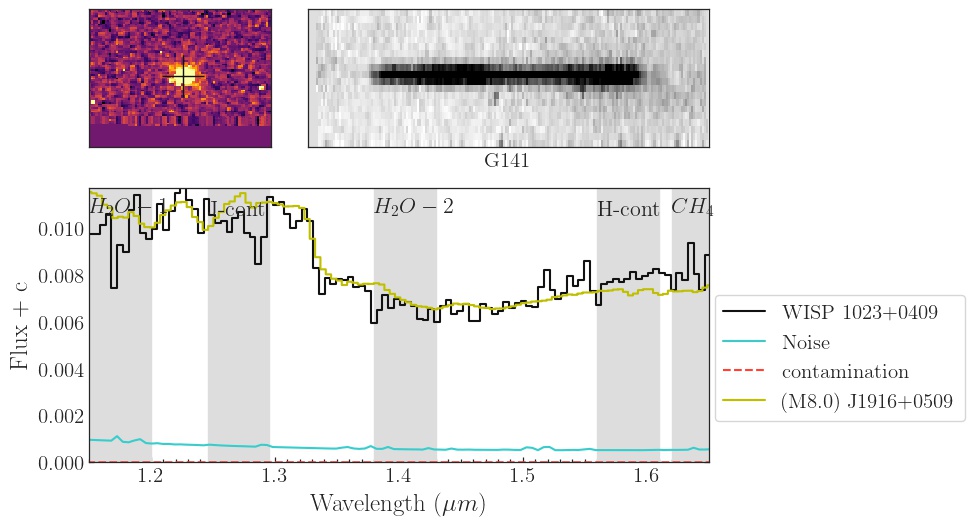 G141
H₂O − 1
J-cont
H₂O − 2
H-cont
CH₄
0.010
0.008
0.006
0.004
0.002
0.000
Flux + c
1.2
1.3
1.4
1.5
1.6
Wavelength (μm)
WISP 1023+0409
Noise
contamination
(M8.0) J1916+0509